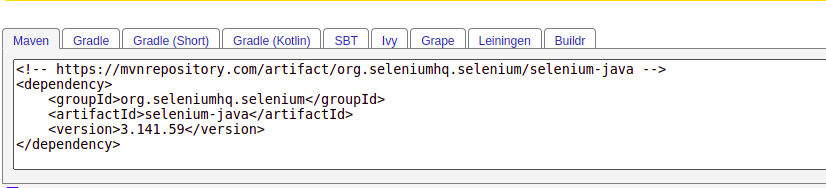 Maven Gradle Gradle (Short) Gradle (Kotlin) SBT Ivy Grape Leiningen Buildr
<!-- https://mvnrepository.com/artifact/org.seleniumhq.selenium/selenium-java -->
<dependency>
    <groupId>org.seleniumhq.selenium</groupId>
    <artifactId>selenium-java</artifactId>
    <version>3.141.59</version>
</dependency>